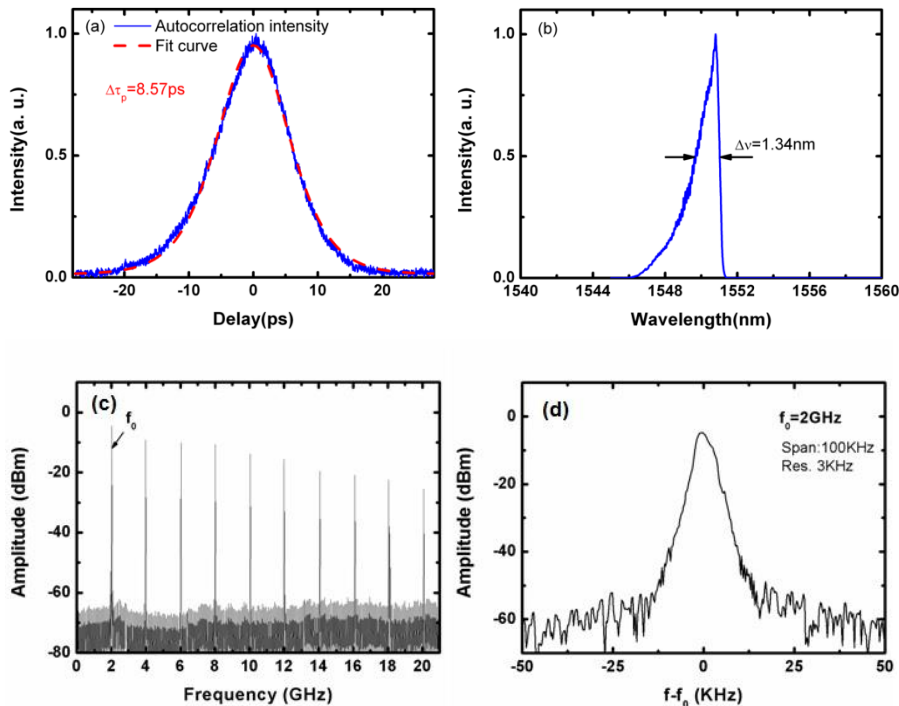 (a)
Autocorrelation intensity
Fit curve
Δτp=8.57ps
1.0
0.5
0.0
Intensity(a. u.)
-20 -10 0 10 20
Delay(ps)
(b)
Δν=1.34nm
1.0
0.5
0.0
Intensity(a. u.)
1540 1544 1548 1552 1556 1560
Wavelength(nm)
(c)
f0
0
-20
-40
-60
-80
Amplitude (dBm)
0 2 4 6 8 10 12 14 16 18 20
Frequency (GHz)
(d)
f0=2GHz
Span:100KHz
Res. 3KHz
0
-20
-40
-60
Amplitude (dBm)
-50 -25 0 25 50
f-f0 (KHz)